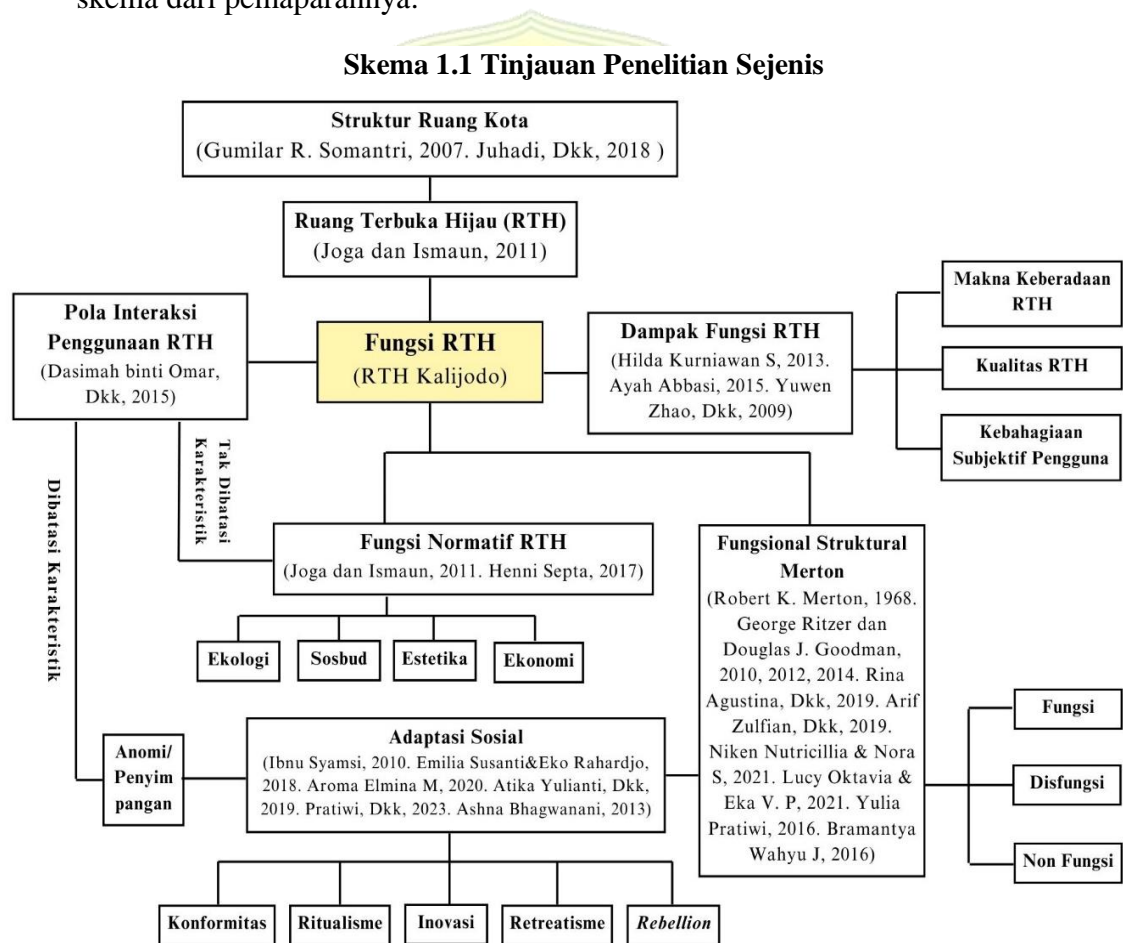 skema dari pemaparannya.
Skema 1.1 Tinjauan Penelitian Sejenis
Struktur Ruang Kota
(Gumilar R. Somantri, 2007. Juhadi, Dkk, 2018 )
Ruang Terbuka Hijau (RTH)
(Joga dan Ismaun, 2011)
Pola Interaksi
Penggunaan RTH
(Dasimah binti Omar,
Dkk, 2015)
Fungsi RTH
(RTH Kalijodo)
Dampak Fungsi RTH
(Hilda Kurniawan S, 2013.
Ayah Abbasi, 2015. Yuwen
Zhao, Dkk, 2009)
Makna Keberadaan
RTH
Kualitas RTH
Kebahagiaan
Subjektif Pengguna
Dibatasi Karakteristik
Tak Dibatasi
Karakteristik
Fungsi Normatif RTH
(Joga dan Ismaun, 2011. Henni Septa, 2017)
Ekologi
Sosbud
Estetika
Ekonomi
Fungsional Struktural
Merton
(Robert K. Merton, 1968.
George Ritzer dan
Douglas J. Goodman,
2010, 2012, 2014. Rina
Agustina, Dkk, 2019. Arif
Zulfian, Dkk, 2019.
Niken Nutricillia & Nora
S, 2021. Lucy Oktavia &
Eka V. P, 2021. Yulia
Pratiwi, 2016. Bramantya
Wahyu J, 2016)
Fungsi
Disfungsi
Non Fungsi
Anomi/
Penyim
pangan
Adaptasi Sosial
(Ibnu Syamsi, 2010. Emilia Susanti&Eko Rahardjo,
2018. Aroma Elmina M, 2020. Atika Yulianti, Dkk,
2019. Pratiwi, Dkk, 2023. Ashna Bhagwanani, 2013)
Konformitas
Ritualisme
Inovasi
Retreatisme
Rebellion